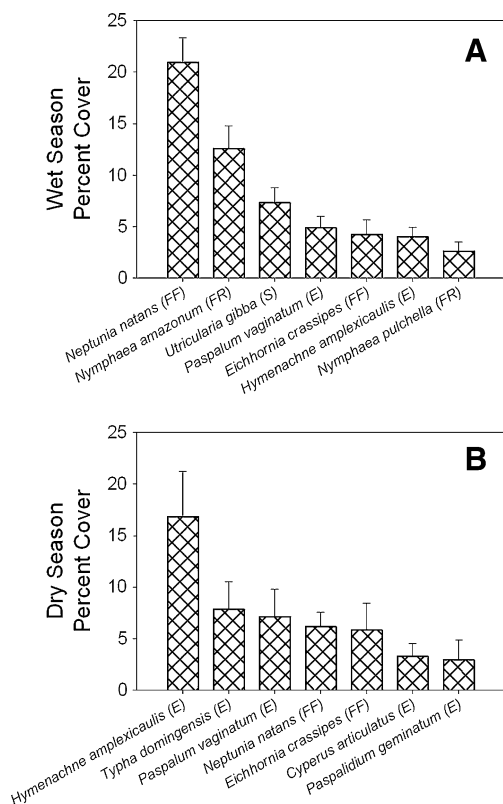 A
Wet Season
Percent Cover
25
20
15
10
5
0
Neptunia natans (FF)
Nymphaea amazonum (FR)
Utricularia gibba (S)
Paspalum vaginatum (E)
Eichhornia crassipes (FF)
Hymenachne amplexicaulis (E)
Nymphaea pulchella (FR)
B
Dry Season
Percent Cover
25
20
15
10
5
0
Hymenachne amplexicaulis (E)
Typha domingensis (E)
Paspalum vaginatum (E)
Neptunia natans (FF)
Eichhornia crassipes (FF)
Cyperus articulatus (E)
Paspalidium geminatum (E)